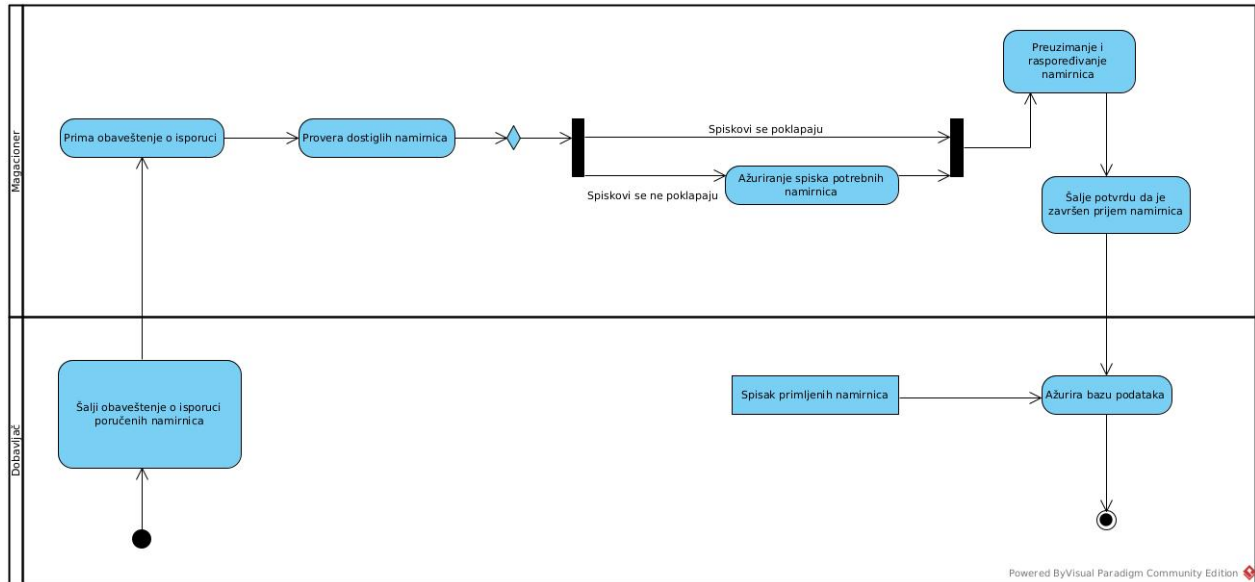 Magacioner
Preuzimanje i
raspoređivanje
namirnica
Prima obaveštenje o isporuci
Provera dostiglih namirnica
Spiskovi se poklapaju
Spiskovi se ne poklapaju
Ažuriranje spiska potrebnih
namirnica
Šalje potvrdu da je
završen prijem namirnica
Dobavljač
Šalji obaveštenje o isporuci
poručenih namirnica
Spisak primljenih namirnica
Ažurira bazu podataka
Powered ByVisual Paradigm Community Edition